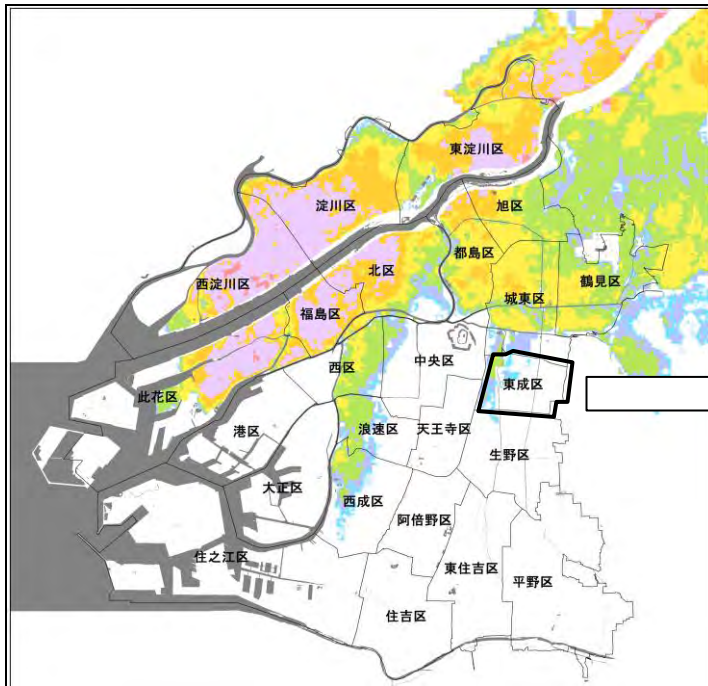 東淀川区
淀川区
旭区
都島区
北区
鶴見区
西淀川区
城東区
福島区
西区
中央区
東成区
此花区
港区
浪速区
天王寺区
生野区
大正区
西成区
阿倍野区
住之江区
東住吉区
平野区
住吉区